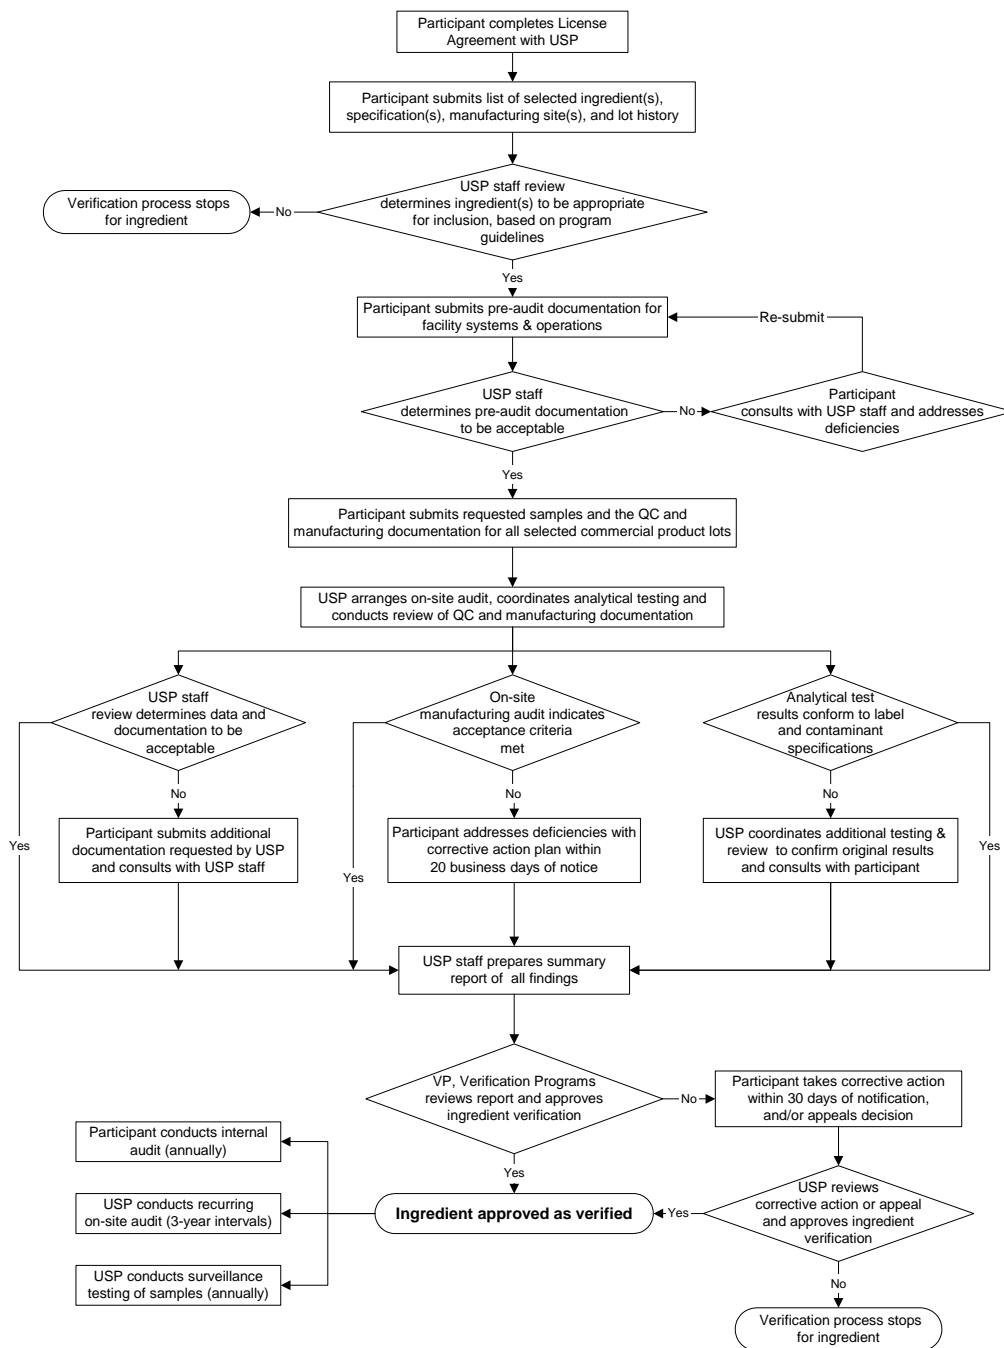 Participant completes License
Agreement with USP
Participant submits list of selected ingredient(s),
specification(s), manufacturing site(s), and lot history
USP staff review
determines ingredient(s) to be appropriate
for inclusion, based on program
guidelines
No
Verification process stops
for ingredient
Yes
Participant submits pre-audit documentation for
facility systems & operations
Re-submit
USP staff
determines pre-audit documentation
to be acceptable
No
Participant
consults with USP staff and addresses
deficiencies
Yes
Participant submits requested samples and the QC and
manufacturing documentation for all selected commercial product lots
USP arranges on-site audit, coordinates analytical testing and
conducts review of QC and manufacturing documentation
USP staff
review determines data and
documentation to be
acceptable
On-site
manufacturing audit indicates
acceptance criteria
met
Analytical test
results conform to label
and contaminant
specifications
No
No
No
Yes
Participant submits additional
documentation requested by USP
and consults with USP staff
Yes
Participant addresses deficiencies with
corrective action plan within
20 business days of notice
USP coordinates additional testing &
review to confirm original results
and consults with participant
Yes
USP staff prepares summary
report of all findings
VP, Verification Programs
reviews report and approves
ingredient verification
No
Participant takes corrective action
within 30 days of notification,
and/or appeals decision
Yes
USP reviews
corrective action or appeal
and approves ingredient
verification
Yes
Ingredient approved as verified
Participant conducts internal
audit (annually)
USP conducts recurring
on-site audit (3-year intervals)
USP conducts surveillance
testing of samples (annually)
No
Verification process stops
for ingredient